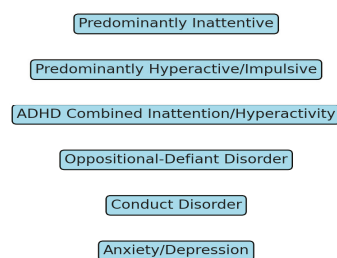 Predominantly Inattentive
Predominantly Hyperactive/Impulsive
ADHD Combined Inattention/Hyperactivity
Oppositional-Defiant Disorder
Conduct Disorder
Anxiety/Depression